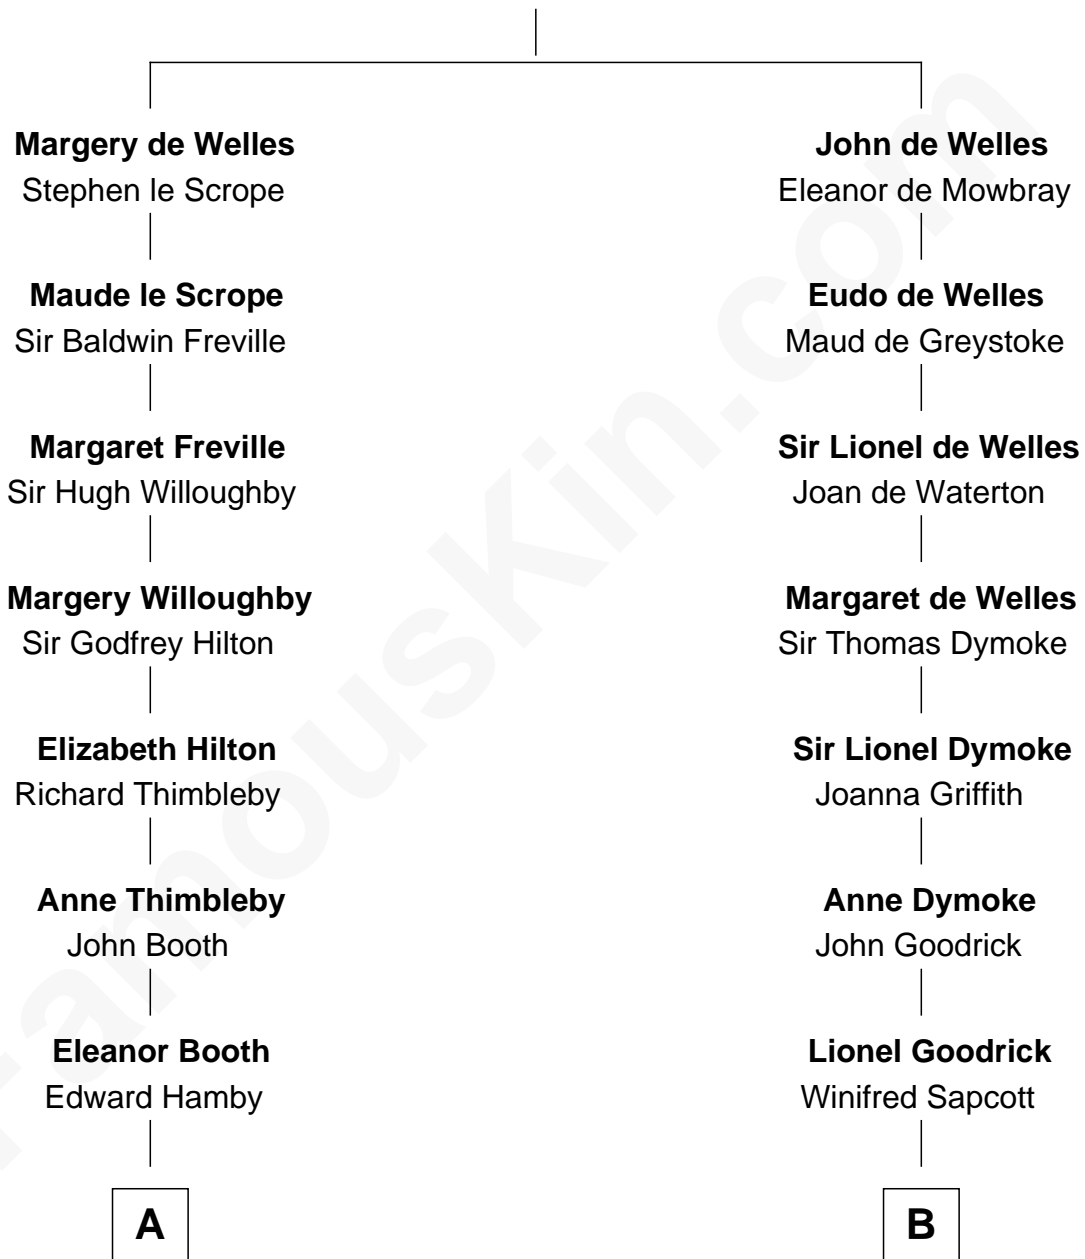 Margery de Welles
Stephen le Scrope
John de Welles
Eleanor de Mowbray
Maude le Scrope
Sir Baldwin Freville
Eudo de Welles
Maud de Greystoke
Margaret Freville
Sir Hugh Willoughby
Sir Lionel de Welles
Joan de Waterton
Margery Willoughby
Sir Godfrey Hilton
Margaret de Welles
Sir Thomas Dymoke
Elizabeth Hilton
Richard Thimbleby
Sir Lionel Dymoke
Joanna Griffith
Anne Thimbleby
John Booth
Anne Dymoke
John Goodrick
Eleanor Booth
Edward Hamby
Lionel Goodrick
Winifred Sapcott
A
B
FamousKin.com